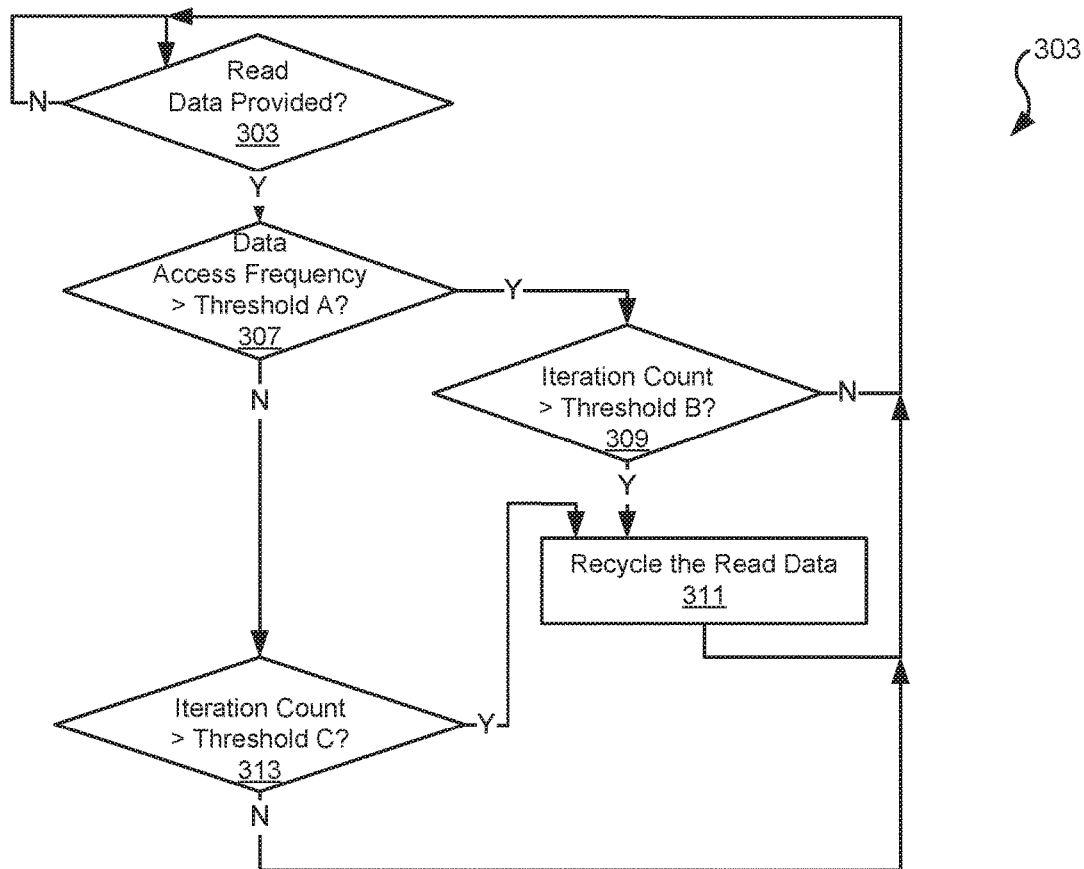 303
Read
Data Provided?
303
N
Y
Data
Access Frequency
> Threshold A?
307
Y
N
Iteration Count
> Threshold B?
309
N
Y
Recycle the Read Data
311
Iteration Count
> Threshold C?
313
Y
N